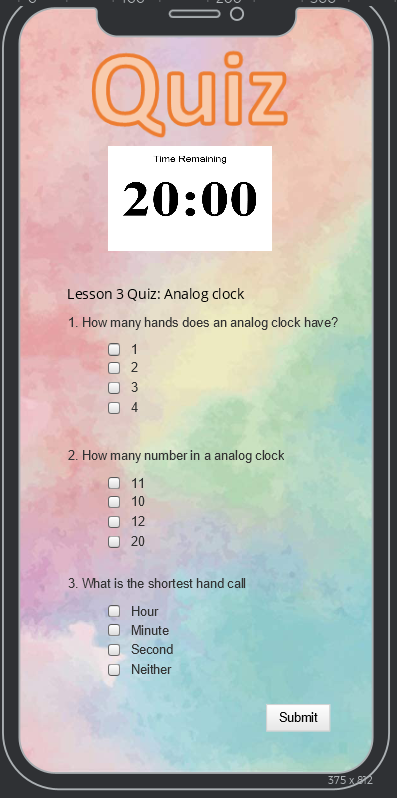 Quiz
Time Remaining
20:00
Lesson 3 Quiz: Analog clock
1. How many hands does an analog clock have?
1
2
3
4
2. How many number in a analog clock
11
10
12
20
3. What is the shortest hand call
Hour
Minute
Second
Neither
Submit
375 x 812